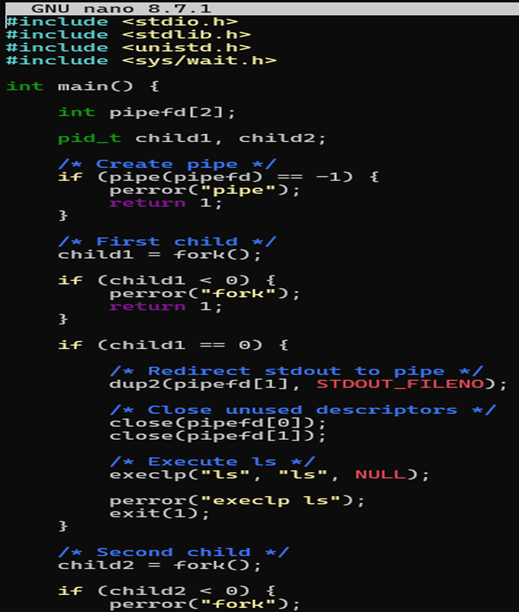 GNU nano 8.7.1
#include <stdio.h>
#include <stdlib.h>
#include <unistd.h>
#include <sys/wait.h>
int main() {
int pipefd[2];
pid_t child1, child2;
/* Create pipe */
if (pipe(pipefd) == -1) {
perror("pipe");
return 1;
}
/* First child */
child1 = fork();
if (child1 < 0) {
perror("fork");
return 1;
}
if (child1 == 0) {
/* Redirect stdout to pipe */
dup2(pipefd[1], STDOUT_FILENO);
/* Close unused descriptors */
close(pipefd[0]);
close(pipefd[1]);
/* Execute ls */
execlp("ls", "ls", NULL);
perror("execlp ls");
exit(1);
}
/* Second child */
child2 = fork();
if (child2 < 0) {
perror("fork");